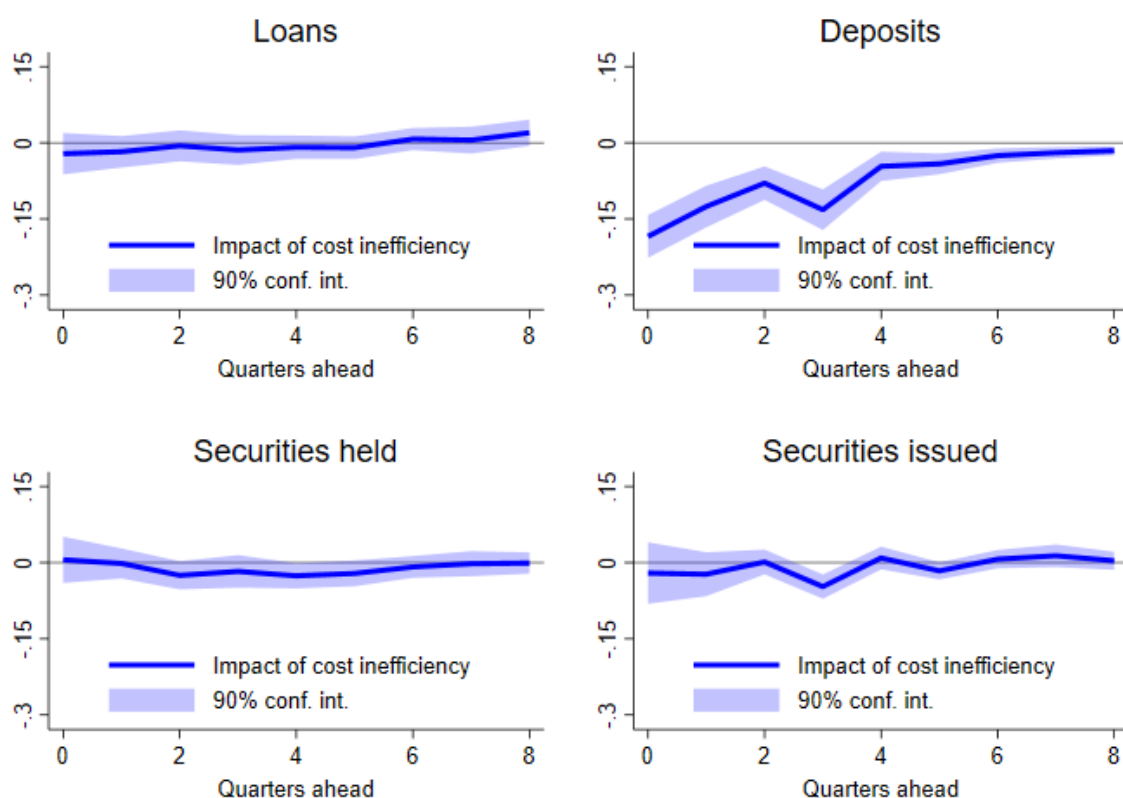 Loans
.15
0
-.15
-.3
Impact of cost inefficiency
90% conf. int.
0 2 4 6 8
Quarters ahead
Deposits
.15
0
-.15
-.3
Impact of cost inefficiency
90% conf. int.
0 2 4 6 8
Quarters ahead
Securities held
.15
0
-.15
-.3
Impact of cost inefficiency
90% conf. int.
0 2 4 6 8
Quarters ahead
Securities issued
.15
0
-.15
-.3
Impact of cost inefficiency
90% conf. int.
0 2 4 6 8
Quarters ahead